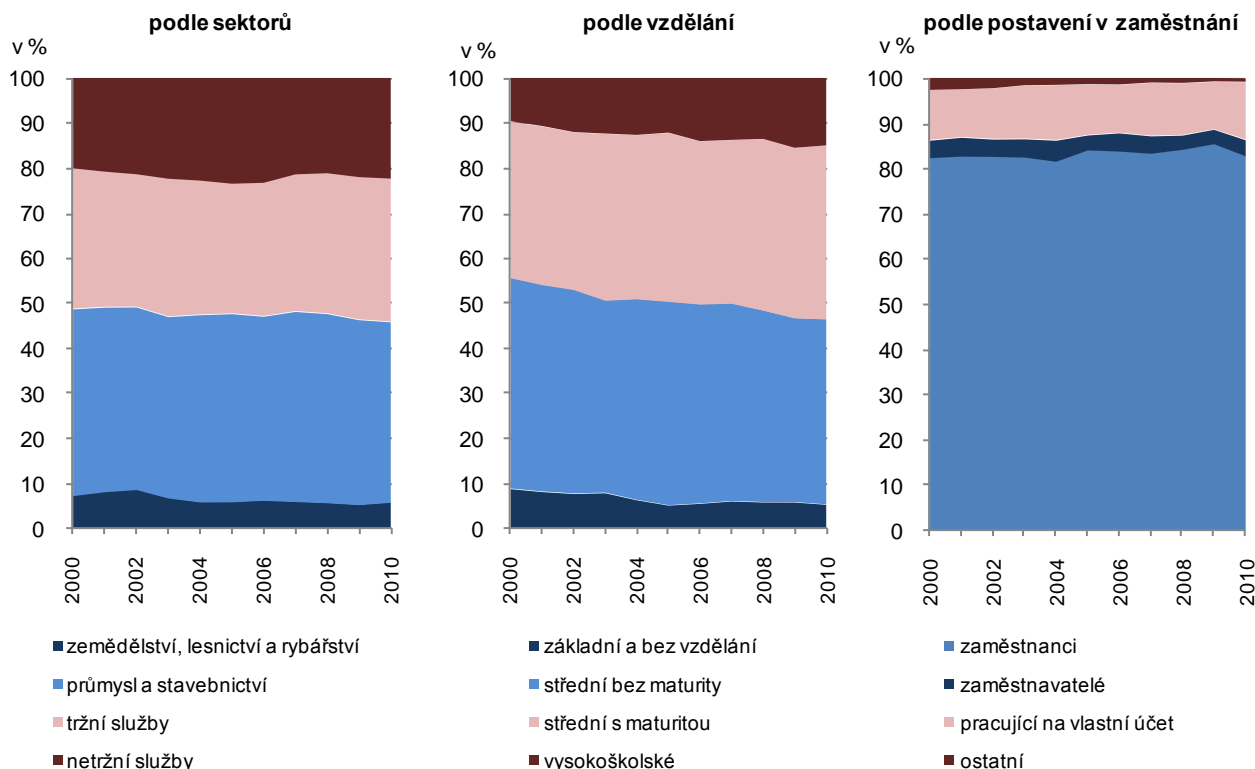 podle sektorů
v %
100
90
80
70
60
50
40
30
20
10
0
2000
2002
2004
2006
2008
2010
zemědělství, lesnictví a rybářství
průmysl a stavebnictví
tržní služby
netržní služby
podle vzdělání
v %
100
90
80
70
60
50
40
30
20
10
0
2000
2002
2004
2006
2008
2010
základní a bez vzdělání
střední bez maturity
střední s maturitou
vysokoškolské
podle postavení v zaměstnání
v %
100
90
80
70
60
50
40
30
20
10
0
2000
2002
2004
2006
2008
2010
zaměstnanci
zaměstnavatelé
pracující na vlastní účet
ostatní